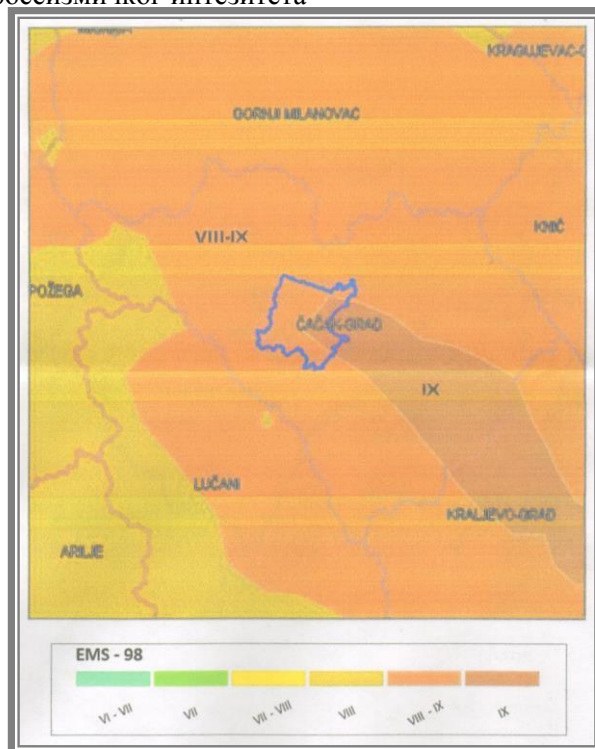 KRAGUJEVAC-G
GORNJI MILANOVAC
KNIĆ
VIII-IX
POŽEGA
ČAČAK-GRAD
IX
LUČANI
KRALJEVO-GRAD
ARILJE
EMS - 98
VI - VII
VII
VII - VIII
VIII
VIII - IX
IX